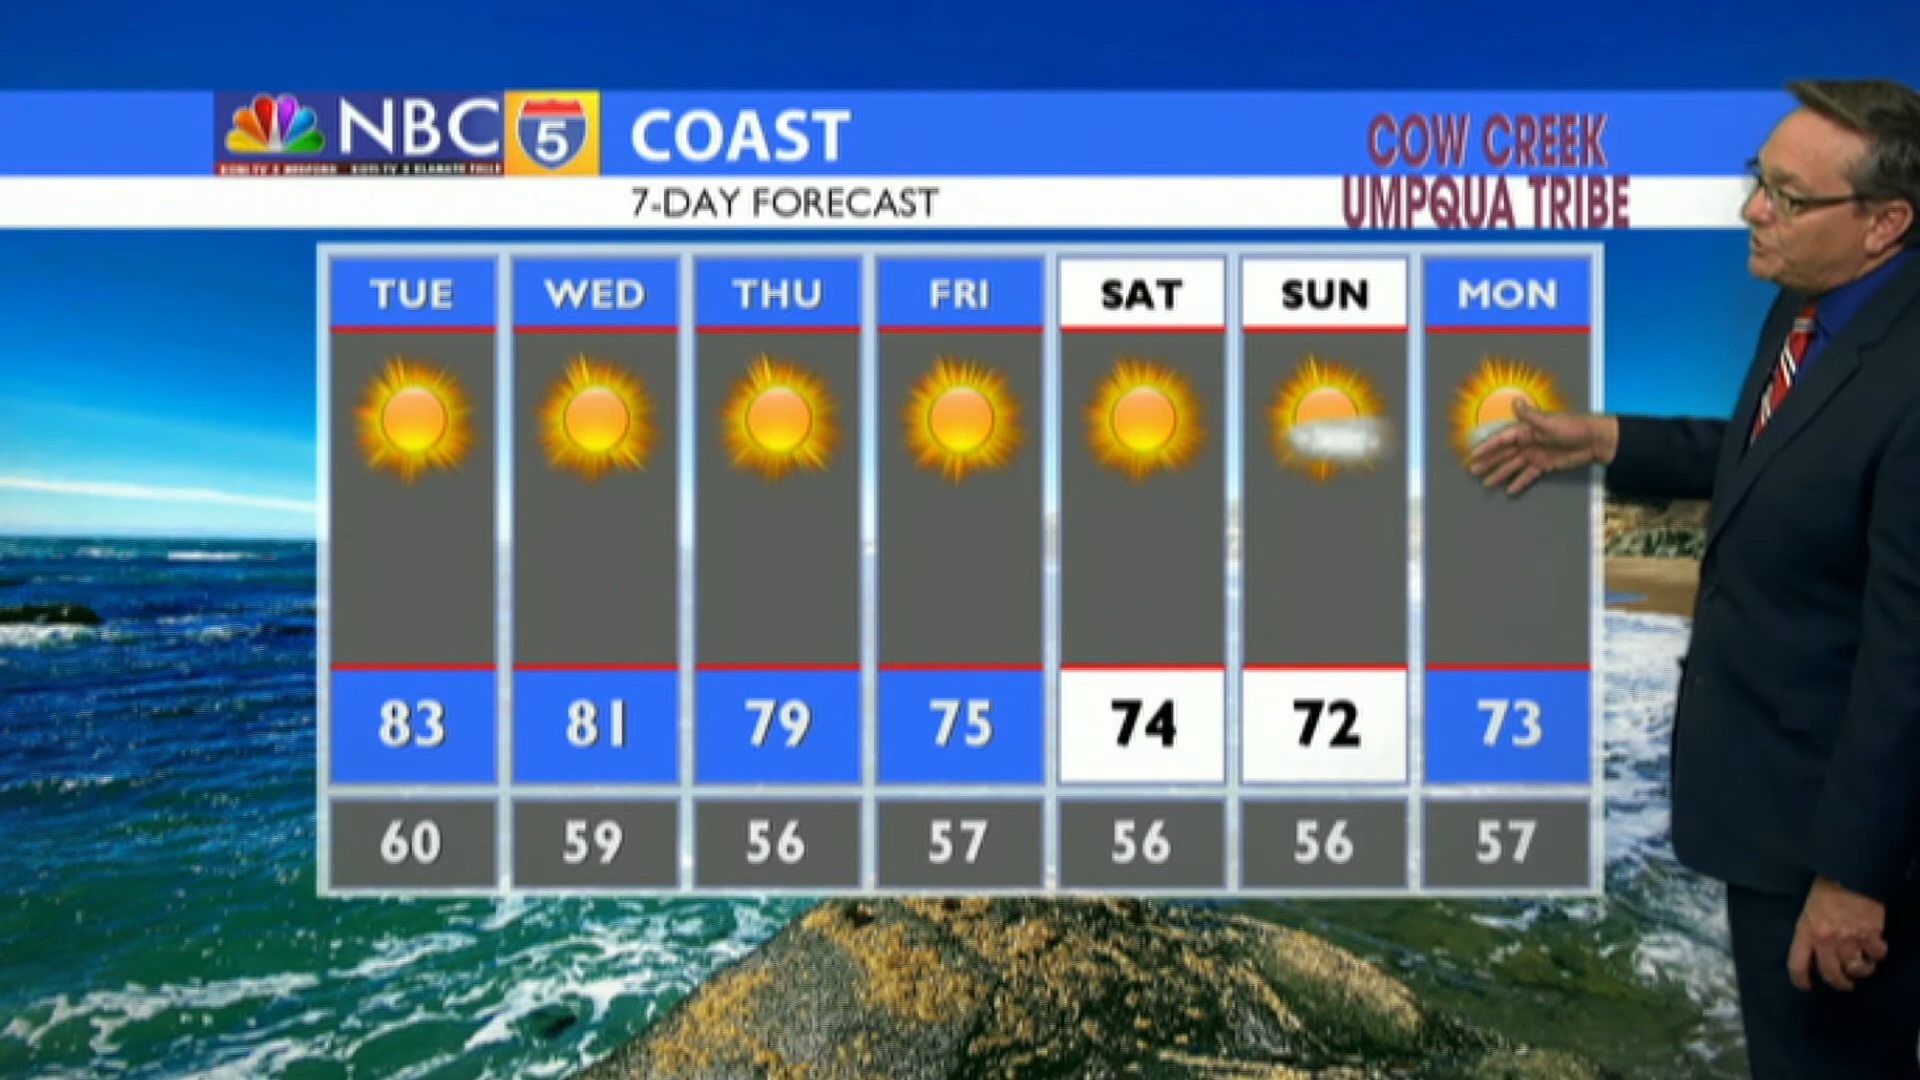 NBC 5 COAST
7-DAY FORECAST
COW CREEK
UMPQUA TRIBE
TUE WED THU FRI SAT SUN MON
83 81 79 75 74 72 73
60 59 56 57 56 56 57